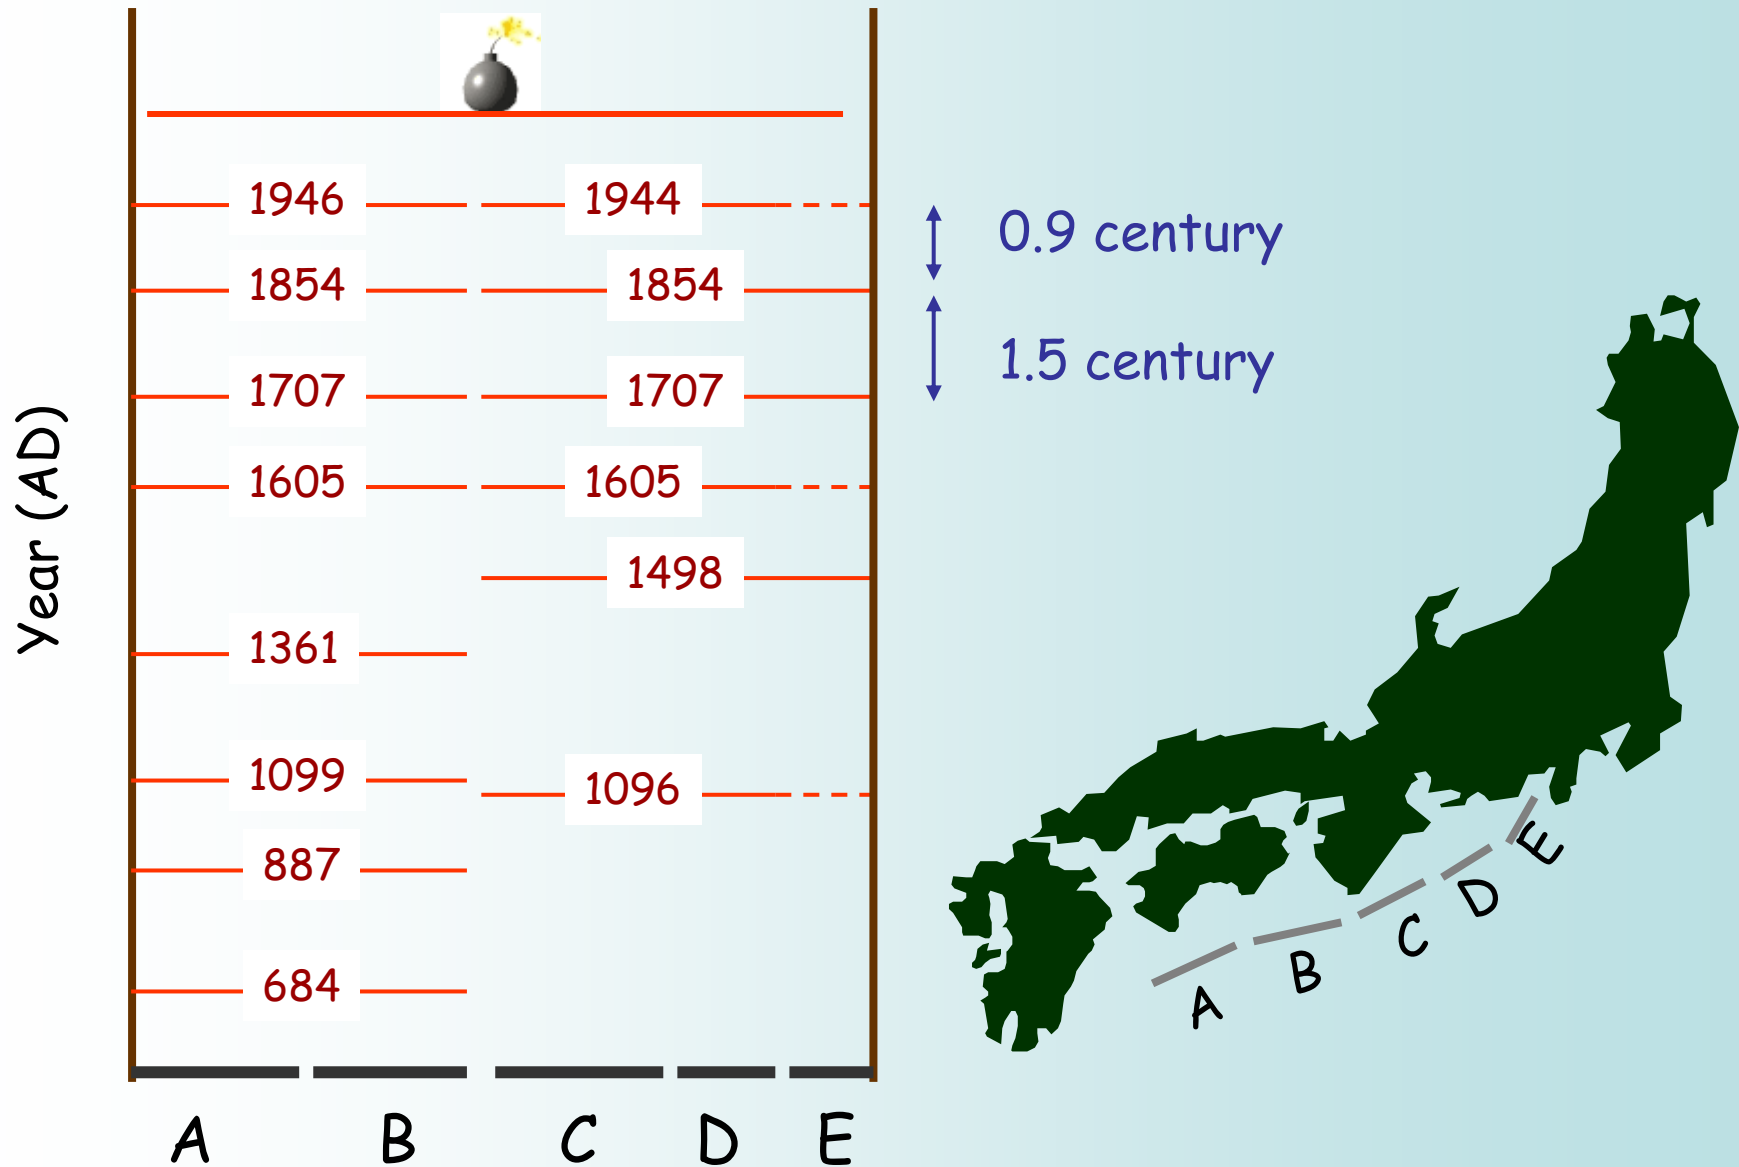 Year (AD)
1946 1944
1854 1854
1707 1707
1605 1605
1498
1361
1099 1096
887
684
A B C D E
0.9 century
1.5 century
A
B
C
D
E